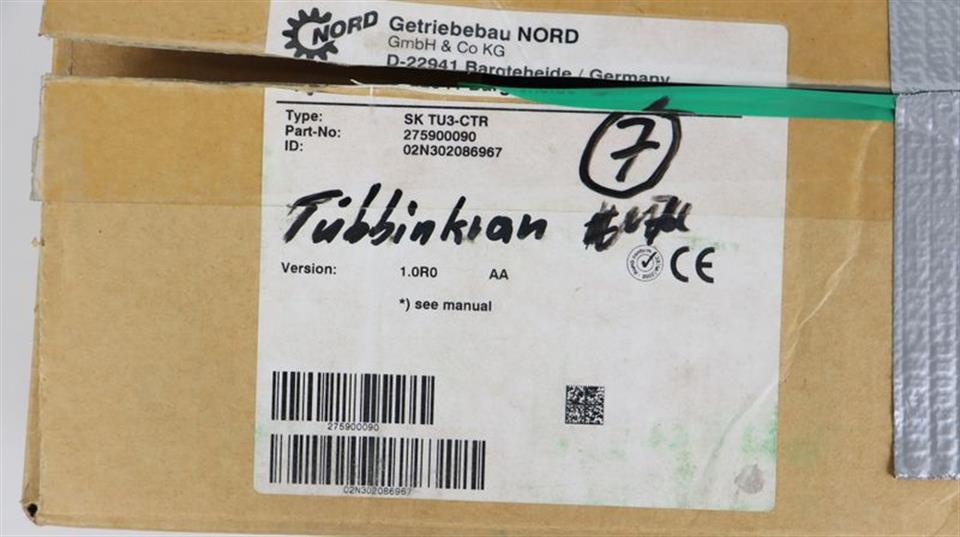 NORD
Getriebebau NORD
GmbH & Co KG
D-22941 Bargteheide / Germany
Type: SK TU3-CTR
Part-No: 275900090
ID: 02N302086967
7
Tübbinkran
Version: 1.0R0 AA
*) see manual
CE
275900090
02N302086967